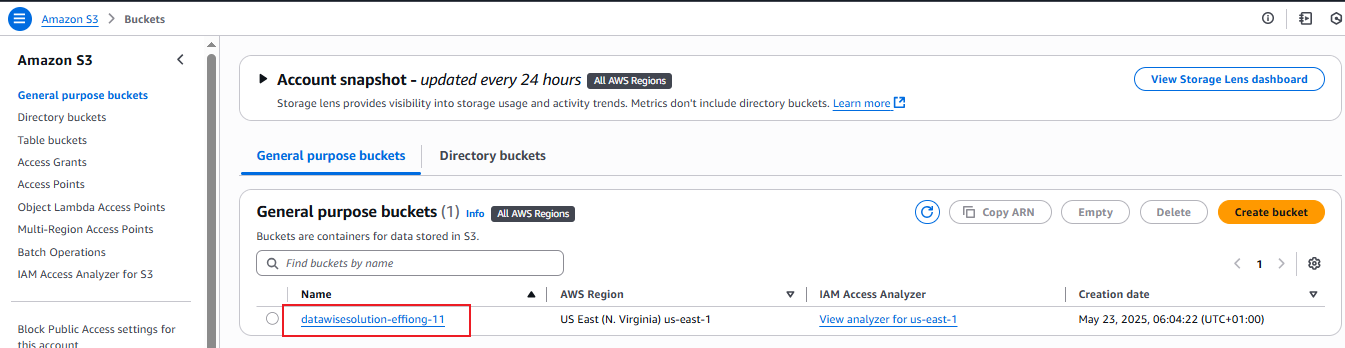 Amazon S3 > Buckets
Amazon S3
General purpose buckets
Directory buckets
Table buckets
Access Grants
Access Points
Object Lambda Access Points
Multi-Region Access Points
Batch Operations
IAM Access Analyzer for S3
Block Public Access settings for
this account
Account snapshot - updated every 24 hours All AWS Regions
View Storage Lens dashboard
Storage lens provides visibility into storage usage and activity trends. Metrics don't include directory buckets. Learn more
General purpose buckets Directory buckets
General purpose buckets (1) Info All AWS Regions
Copy ARN Empty Delete Create bucket
Buckets are containers for data stored in S3.
Find buckets by name
1
Name AWS Region IAM Access Analyzer Creation date
datawisesolution-effiong-11 US East (N. Virginia) us-east-1 View analyzer for us-east-1 May 23, 2025, 06:04:22 (UTC+01:00)